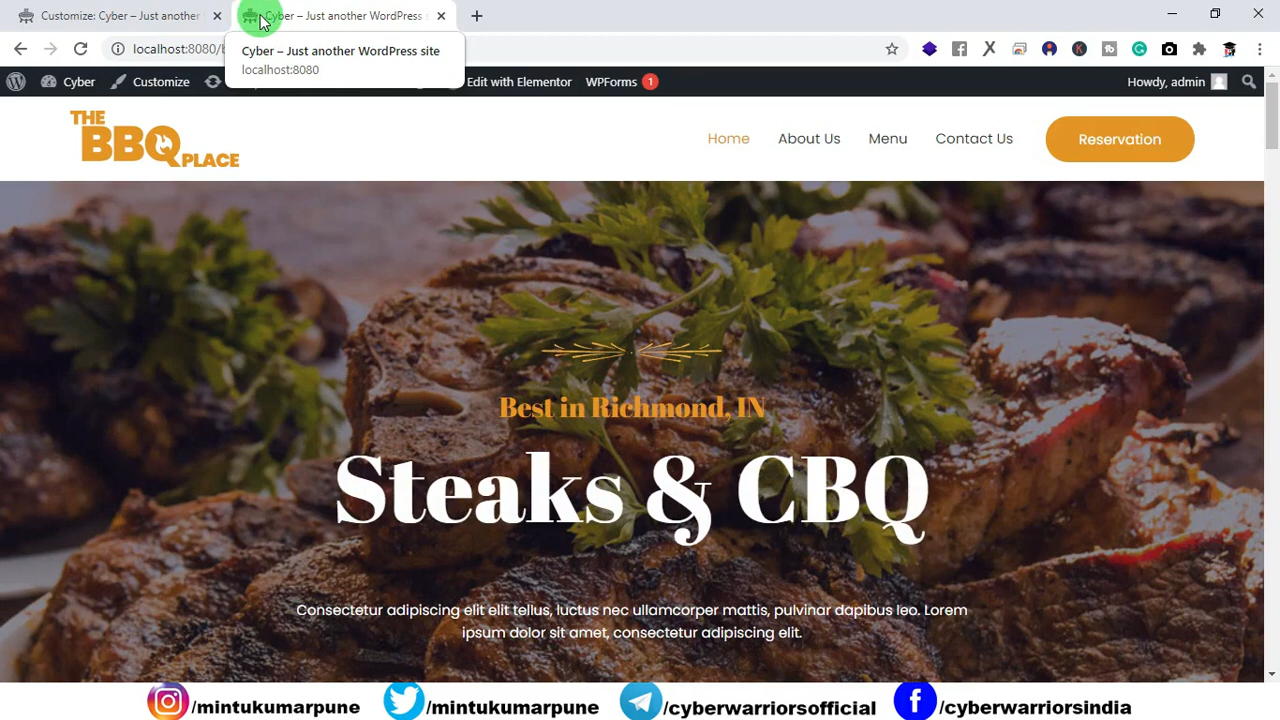 Customize: Cyber – Just another
Cyber – Just another WordPress s
localhost:8080/
Cyber – Just another WordPress site
localhost:8080
Cyber
Customize
Edit with Elementor
WPForms
1
Howdy, admin
THE
BBQ
PLACE
Home
About Us
Menu
Contact Us
Reservation
Best in Richmond, IN
Steaks & CBQ
Consectetur adipiscing elit elit tellus, luctus nec ullamcorper mattis, pulvinar dapibus leo. Lorem
ipsum dolor sit amet, consectetur adipiscing elit.
/mintukumarpune
/mintukumarpune
/cyberwarriorsofficial
/cyberwarriorsindia